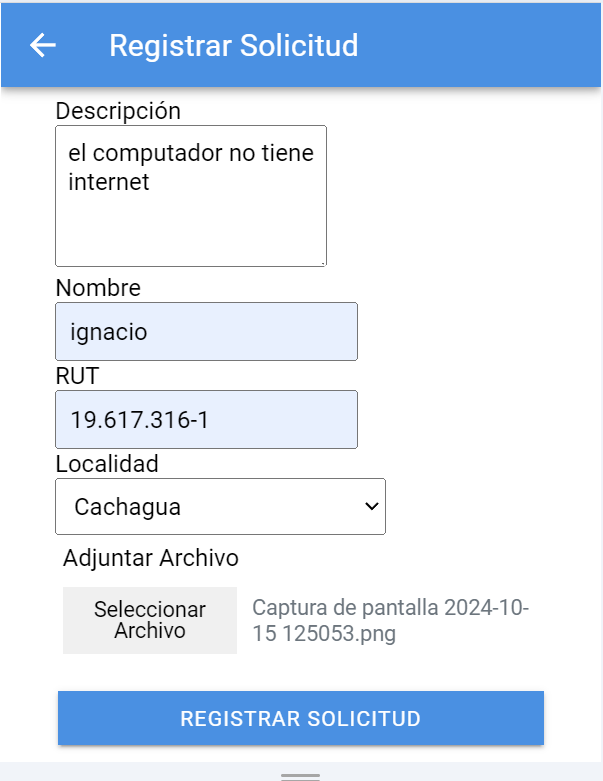 Registrar Solicitud
Descripción
el computador no tiene
internet
Nombre
ignacio
RUT
19.617.316-1
Localidad
Cachagua
Adjuntar Archivo
Seleccionar
Archivo
Captura de pantalla 2024-10-
15 125053.png
REGISTRAR SOLICITUD